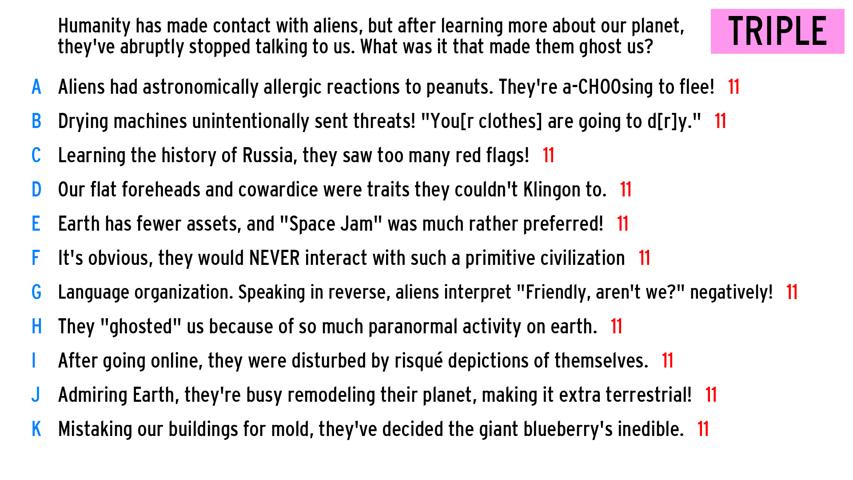 Humanity has made contact with aliens, but after learning more about our planet,
they've abruptly stopped talking to us. What was it that made them ghost us?
TRIPLE
A Aliens had astronomically allergic reactions to peanuts. They're a-CHOOsing to flee! 11
B Drying machines unintentionally sent threats! "You[r clothes] are going to d[r]y." 11
C Learning the history of Russia, they saw too many red flags! 11
D Our flat foreheads and cowardice were traits they couldn't Klingon to. 11
E Earth has fewer assets, and "Space Jam" was much rather preferred! 11
F It's obvious, they would NEVER interact with such a primitive civilization 11
G Language organization. Speaking in reverse, aliens interpret "Friendly, aren't we?" negatively! 11
H They "ghosted" us because of so much paranormal activity on earth. 11
I After going online, they were disturbed by risqué depictions of themselves. 11
J Admiring Earth, they're busy remodeling their planet, making it extra terrestrial! 11
K Mistaking our buildings for mold, they've decided the giant blueberry's inedible. 11